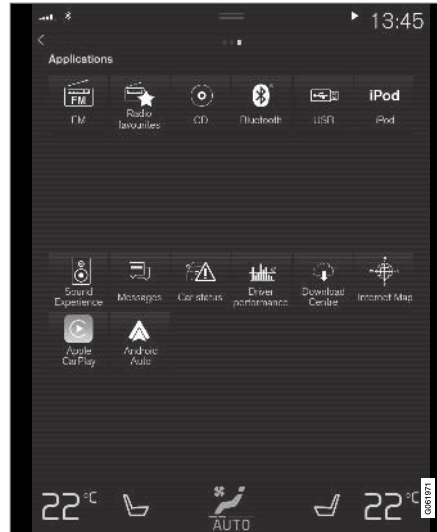 13:45
Applications
FM
iPod
FM
Radio
favourites
CD
Bluetooth
USB
iPod
Sound
Experience
Messages
Car status
Driver
performance
Download
Centre
Internet Map
Apple
CarPlay
Android
Auto
22°C
AUTO
22°C
G061971